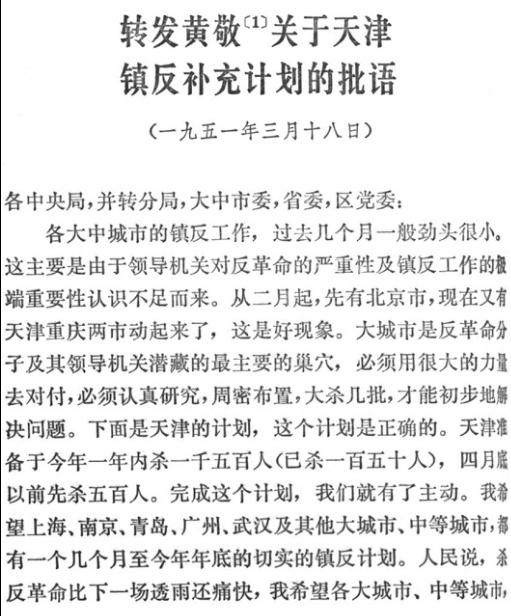 转发黄敬〔1〕关于天津
镇反补充计划的批语
（一九五一年三月十八日）
各中央局，并转分局，大中市委，省委，区党委：
各大中城市的镇反工作，过去几个月一般劲头很小。
这主要是由于领导机关对反革命的严重性及镇反工作的极
端重要性认识不足而来。从二月起，先有北京市，现在又有
天津重庆两市动起来了，这是好现象。大城市是反革命分
子及其领导机关潜藏的最主要的巢穴，必须用很大的力量
去对付，必须认真研究，周密布置，大杀几批，才能初步地解
决问题。下面是天津的计划，这个计划是正确的。天津准
备于今年一年内杀一千五百人（已杀一百五十人），四月底
以前先杀五百人。完成这个计划，我们就有了主动。我希
望上海、南京、青岛、广州、武汉及其他大城市、中等城市，都
有一个几个月至今年年底的切实的镇反计划。人民说，杀
反革命比下一场透雨还痛快，我希望各大城市、中等城市，